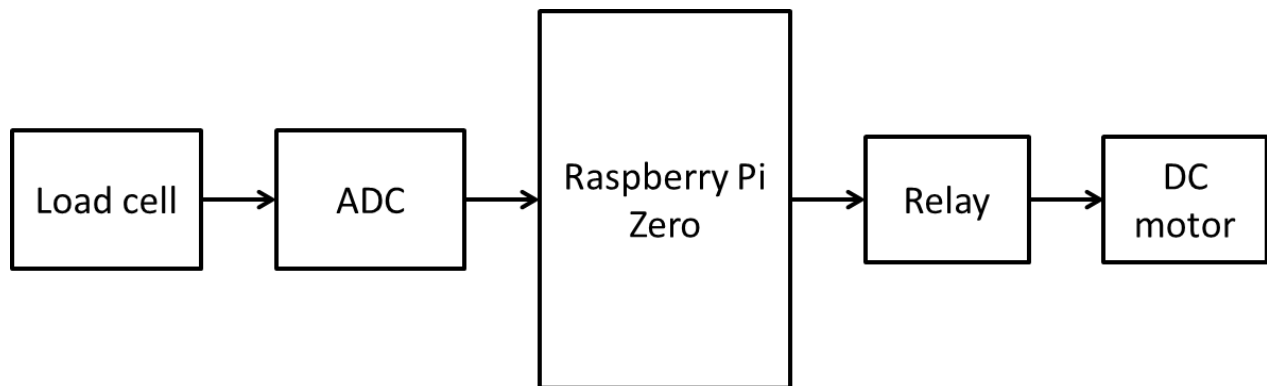 Load cell
ADC
Raspberry Pi
Zero
Relay
DC
motor